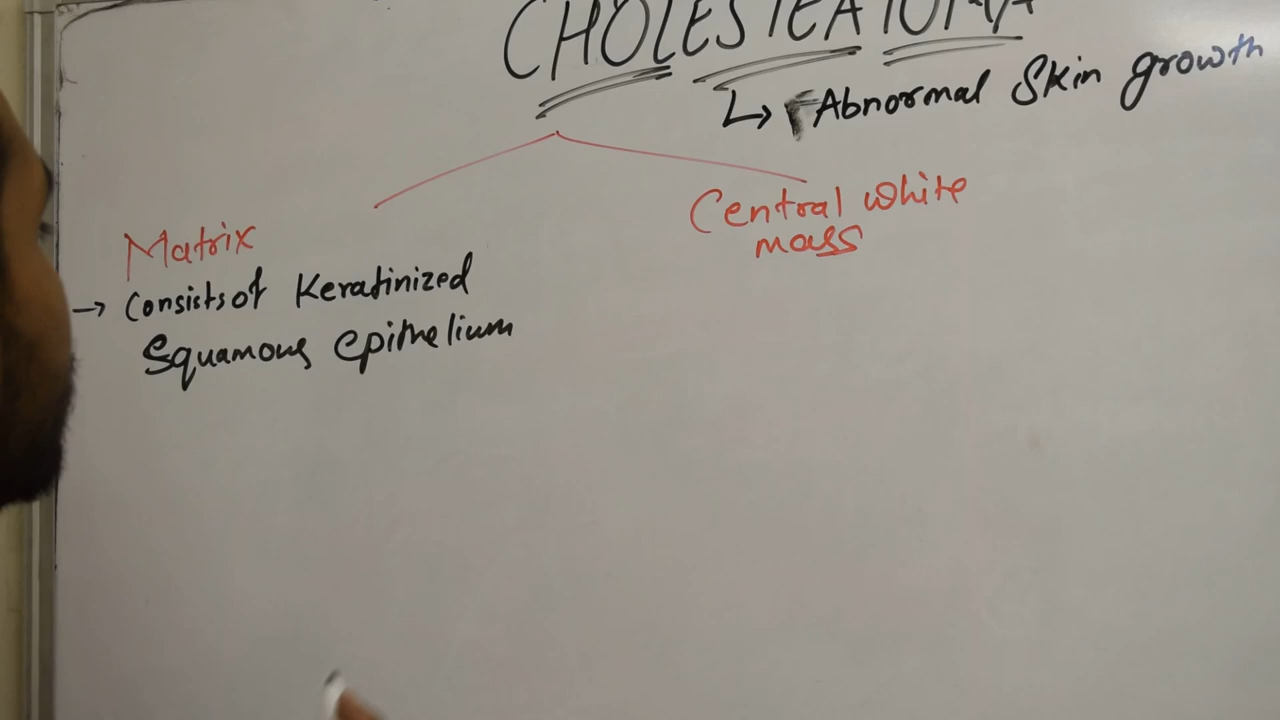 CHOLESTEATOMA
↳ Abnormal Skin growth
Matrix
→ Consists of Keratinized
Squamous epithelium
Central white
mass